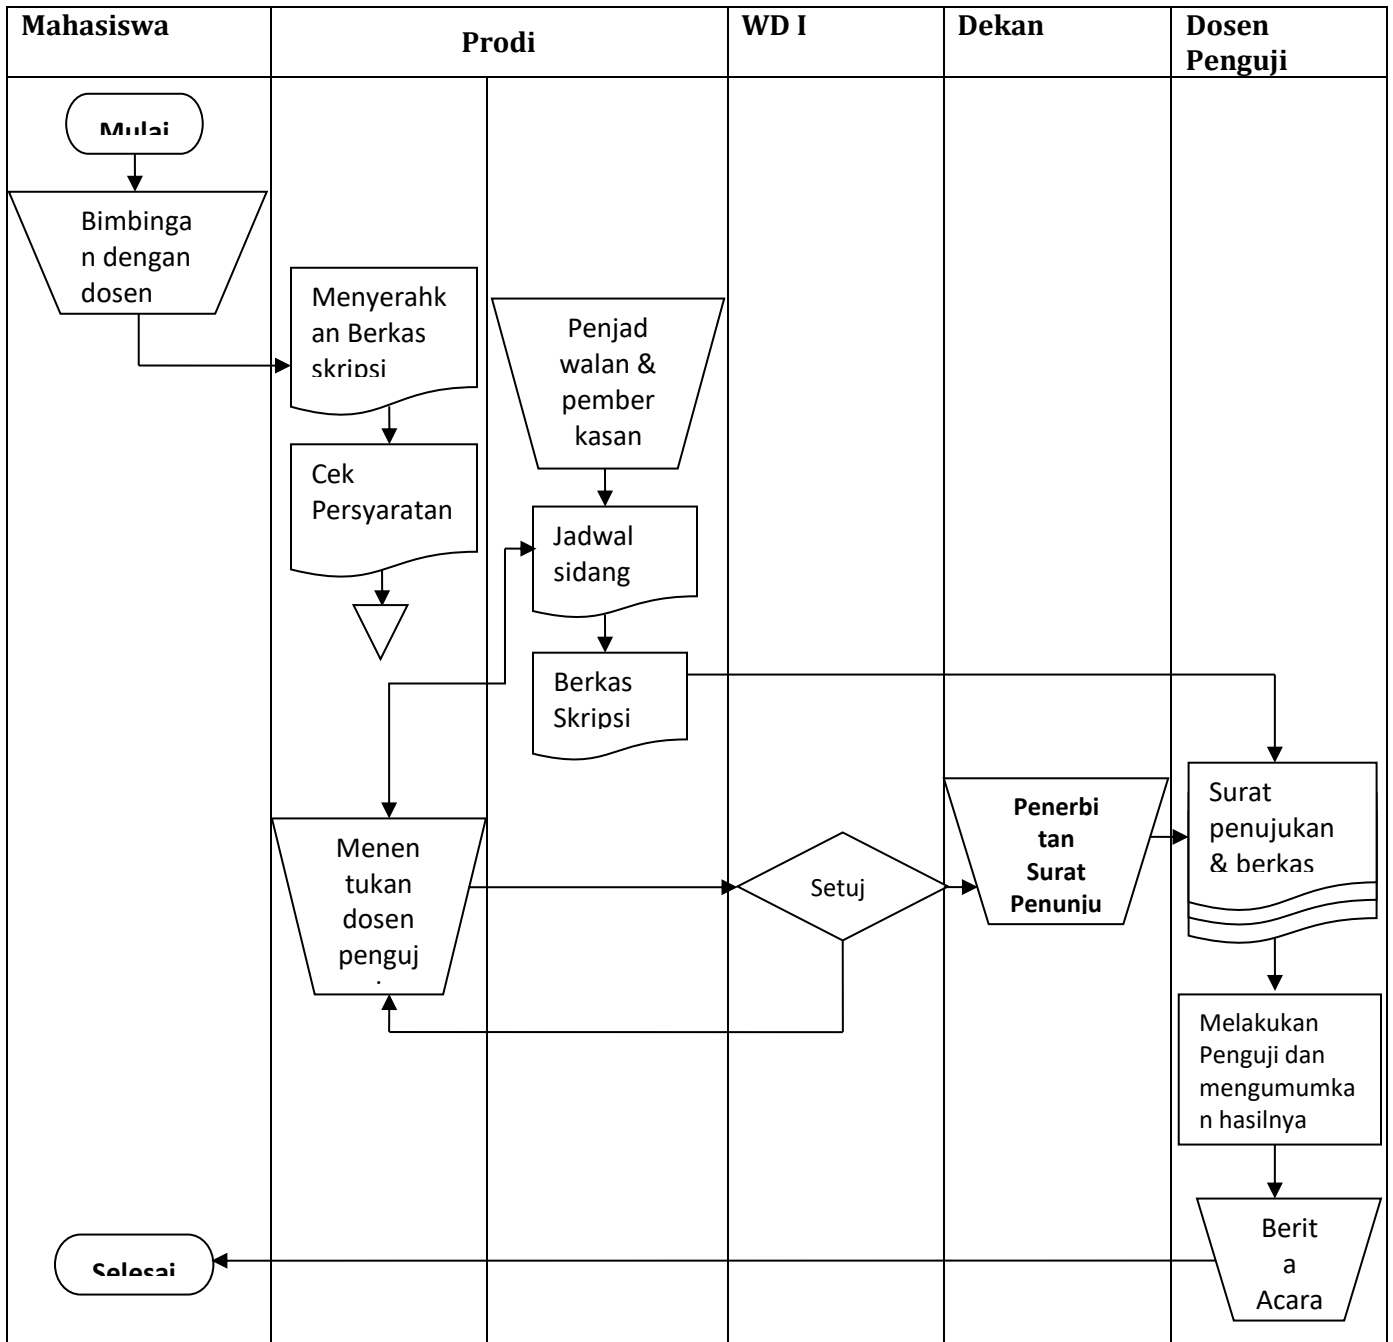 Mahasiswa
Prodi
WD I
Dekan
Dosen
Penguji
Mulai
Bimbinga
n dengan
dosen
Menyerahk
an Berkas
skripsi
Cek
Persyaratan
Penjad
walan &
pember
kasan
Jadwal
sidang
Berkas
Skripsi
Menen
tukan
dosen
penguj
Setuj
Penerbi
tan
Surat
Penunju
Surat
penujukan
& berkas
Melakukan
Penguji dan
mengumumka
n hasilnya
Berit
a
Acara
Selesai